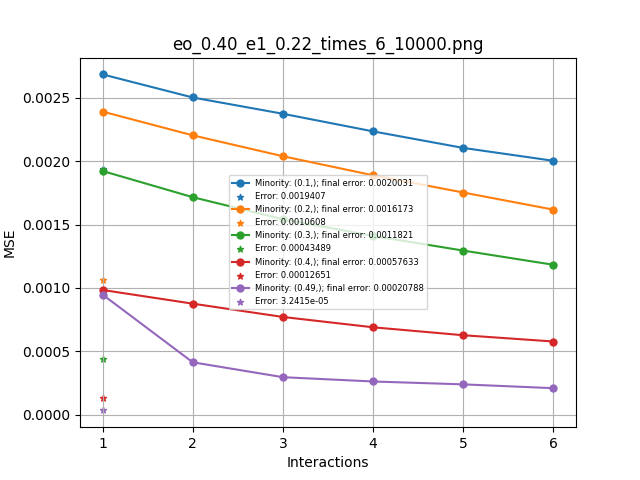 eo_0.40_e1_0.22_times_6_10000.png
MSE
0.0025
0.0020
0.0015
0.0010
0.0005
0.0000
Minority: (0.1,); final error: 0.0020031
Error: 0.0019407
Minority: (0.2,); final error: 0.0016173
Error: 0.0010608
Minority: (0.3,); final error: 0.0011821
Error: 0.00043489
Minority: (0.4,); final error: 0.00057633
Error: 0.00012651
Minority: (0.49,); final error: 0.00020788
Error: 3.2415e-05
1 2 3 4 5 6
Interactions